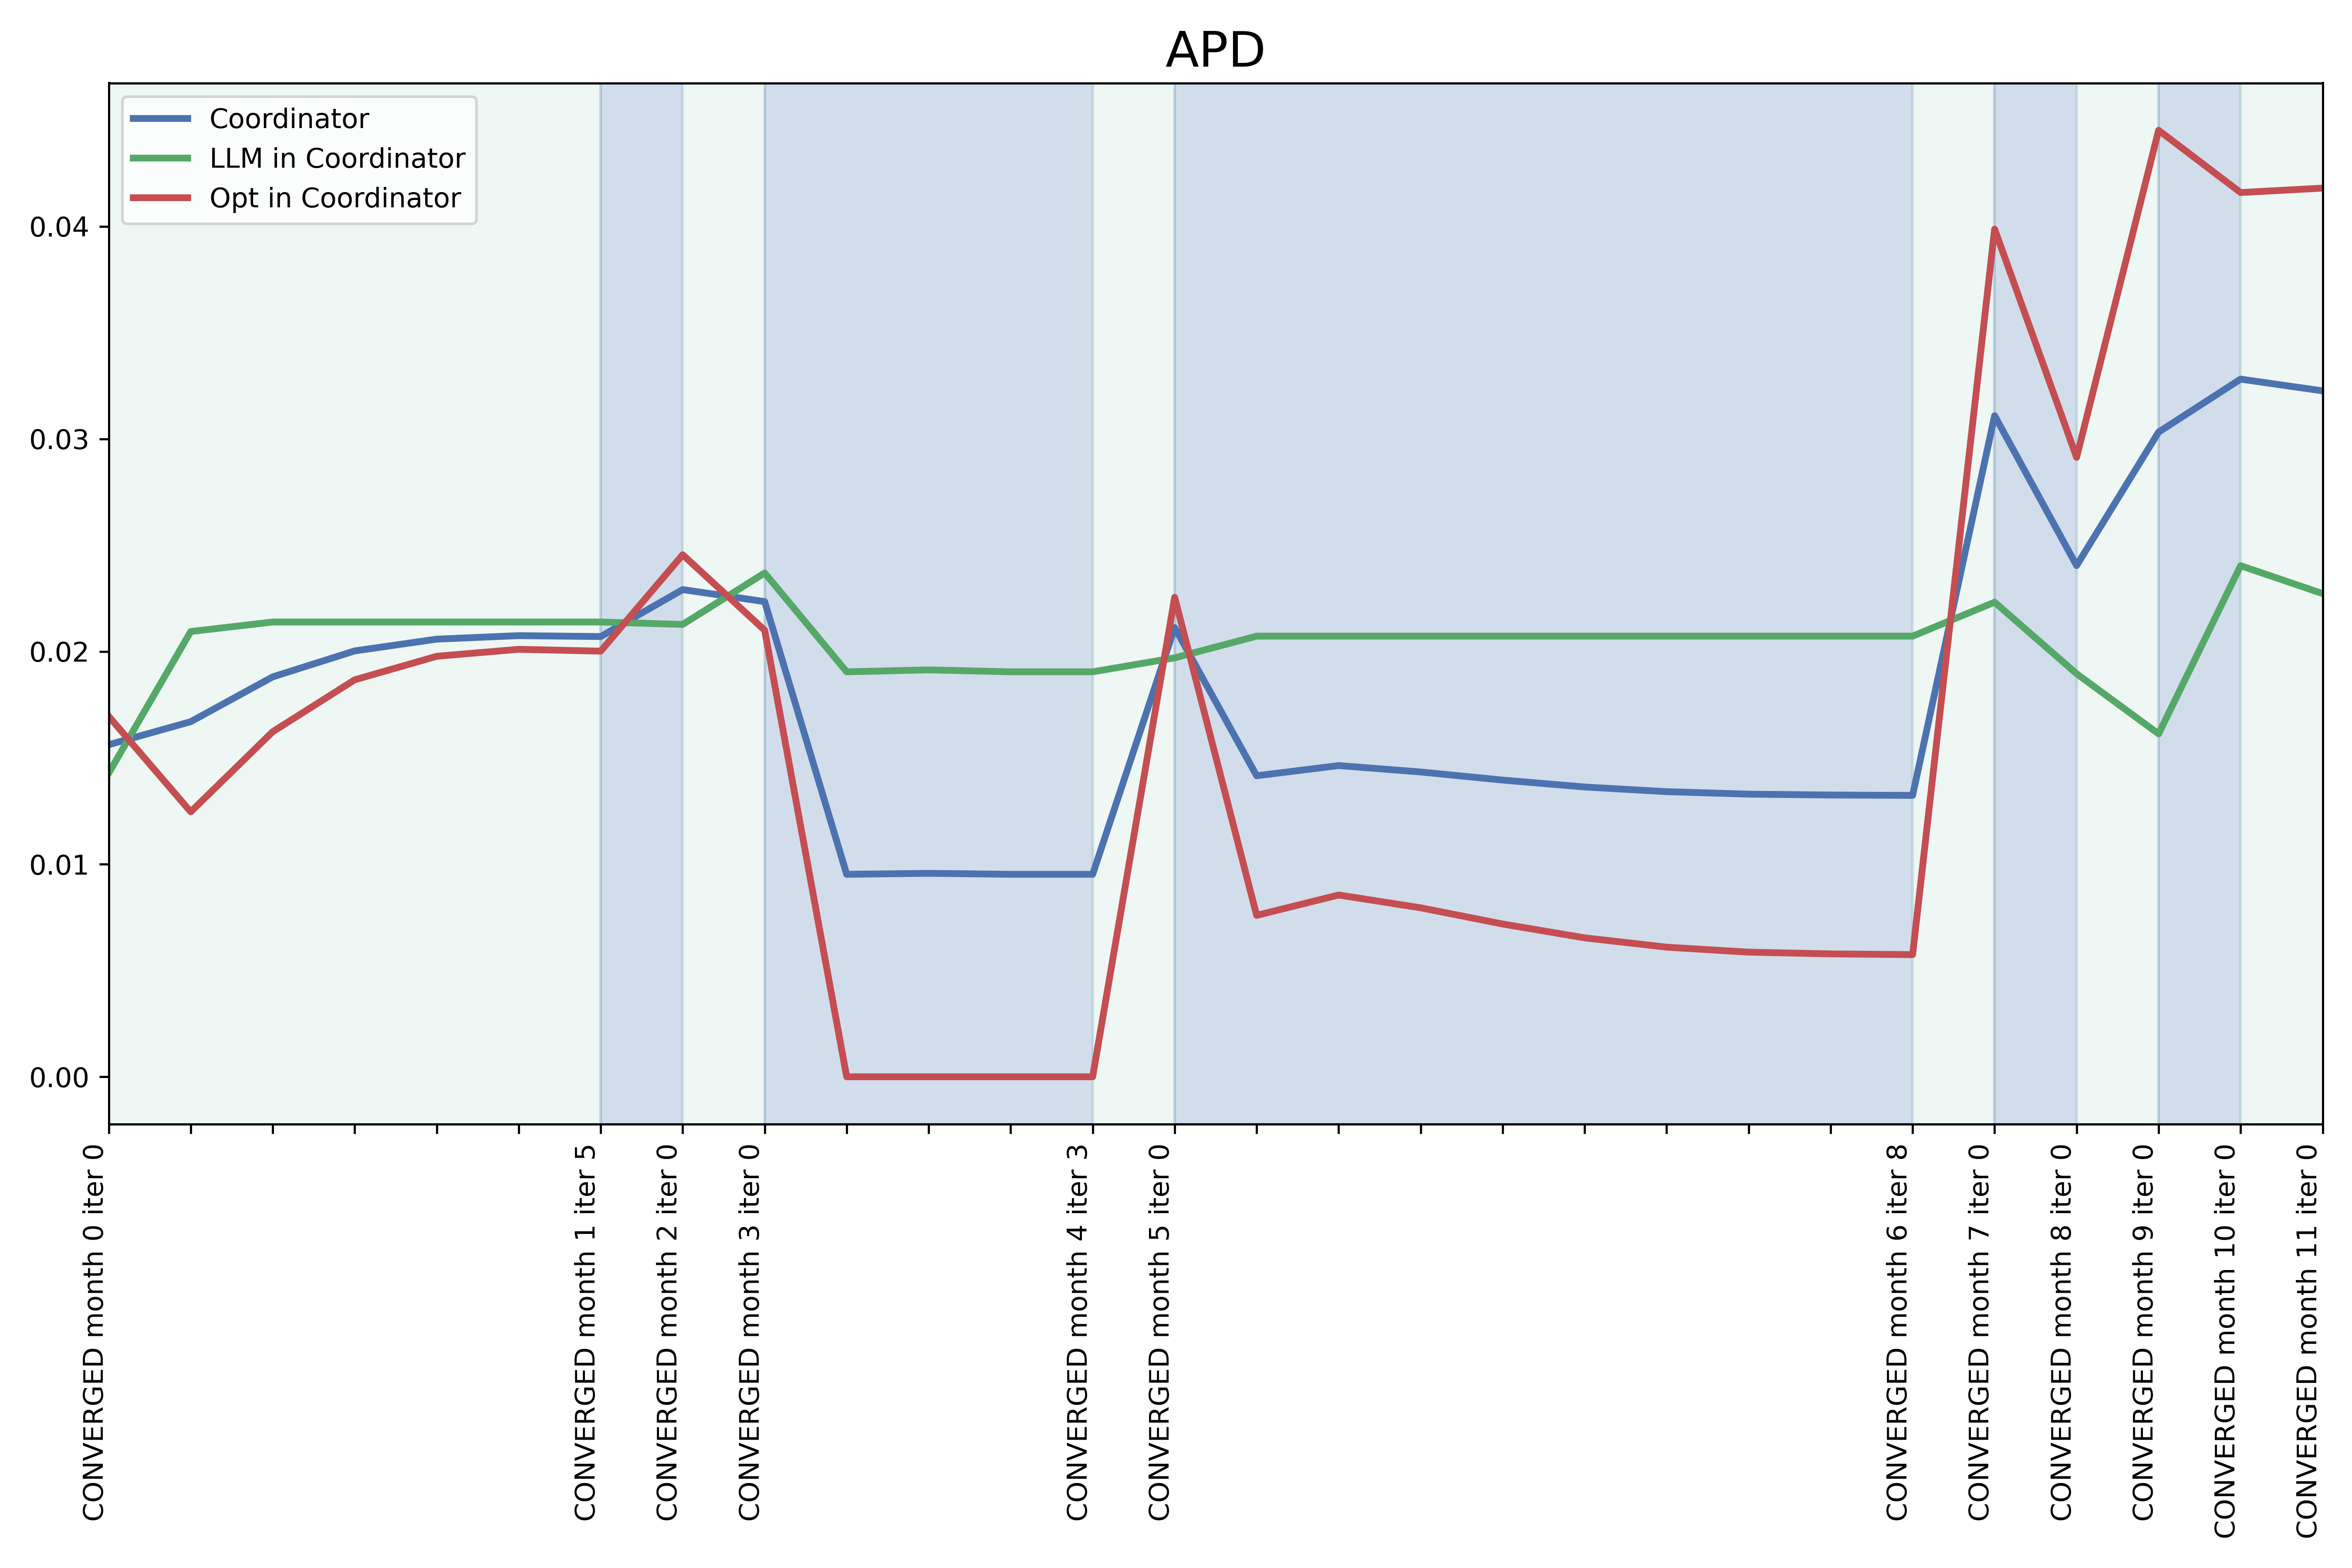 APD
Coordinator
LLM in Coordinator
Opt in Coordinator
0.04
0.03
0.02
0.01
0.00
CONVERGED month 0 iter 0
CONVERGED month 1 iter 5
CONVERGED month 2 iter 0
CONVERGED month 3 iter 0
CONVERGED month 4 iter 3
CONVERGED month 5 iter 0
CONVERGED month 6 iter 8
CONVERGED month 7 iter 0
CONVERGED month 8 iter 0
CONVERGED month 9 iter 0
CONVERGED month 10 iter 0
CONVERGED month 11 iter 0